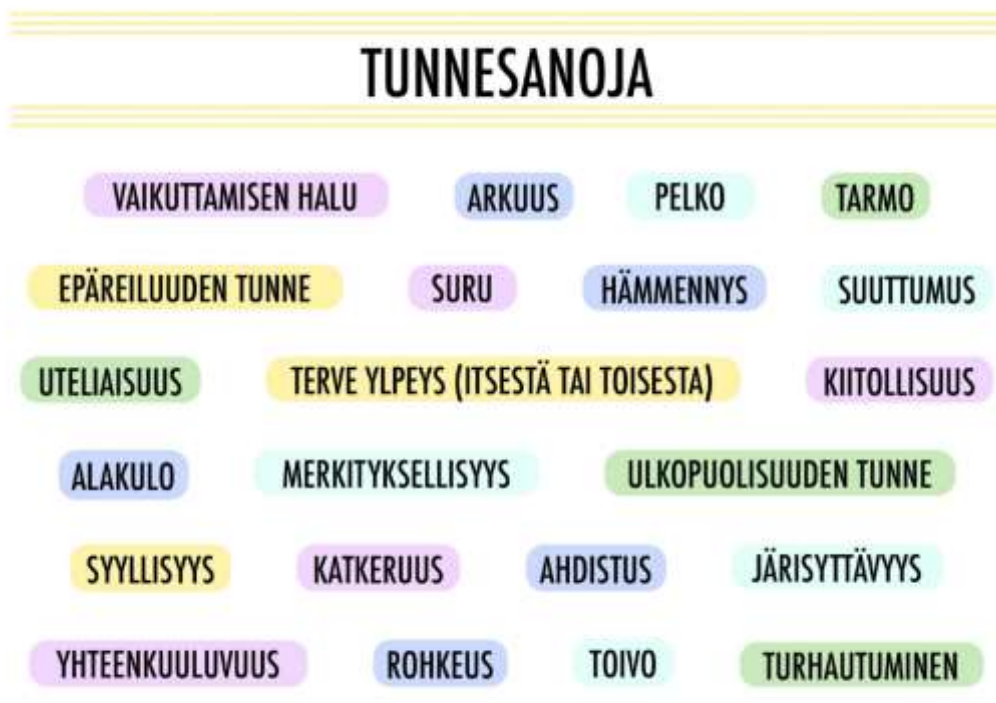 TUNNESANOJA
VAIKUTTAMISEN HALU ARKUUS PELKO TARMO
EPÄREILUUDEN TUNNE SURU HÄMMENNYS SUUTTUMUS
UTELIAISUUS TERVE YLPEYS (ITSESTÄ TAI TOISESTA) KIITOLLISUUS
ALAKULO MERKITYKSELLISYYS ULKOPUOLISUUDEN TUNNE
SYYLLISYYS KATKERUUS AHDISTUS JÄRISYTTÄVYYS
YHTEENKUULUVUUS ROHKEUS TOIVO TURHAUTUMINEN